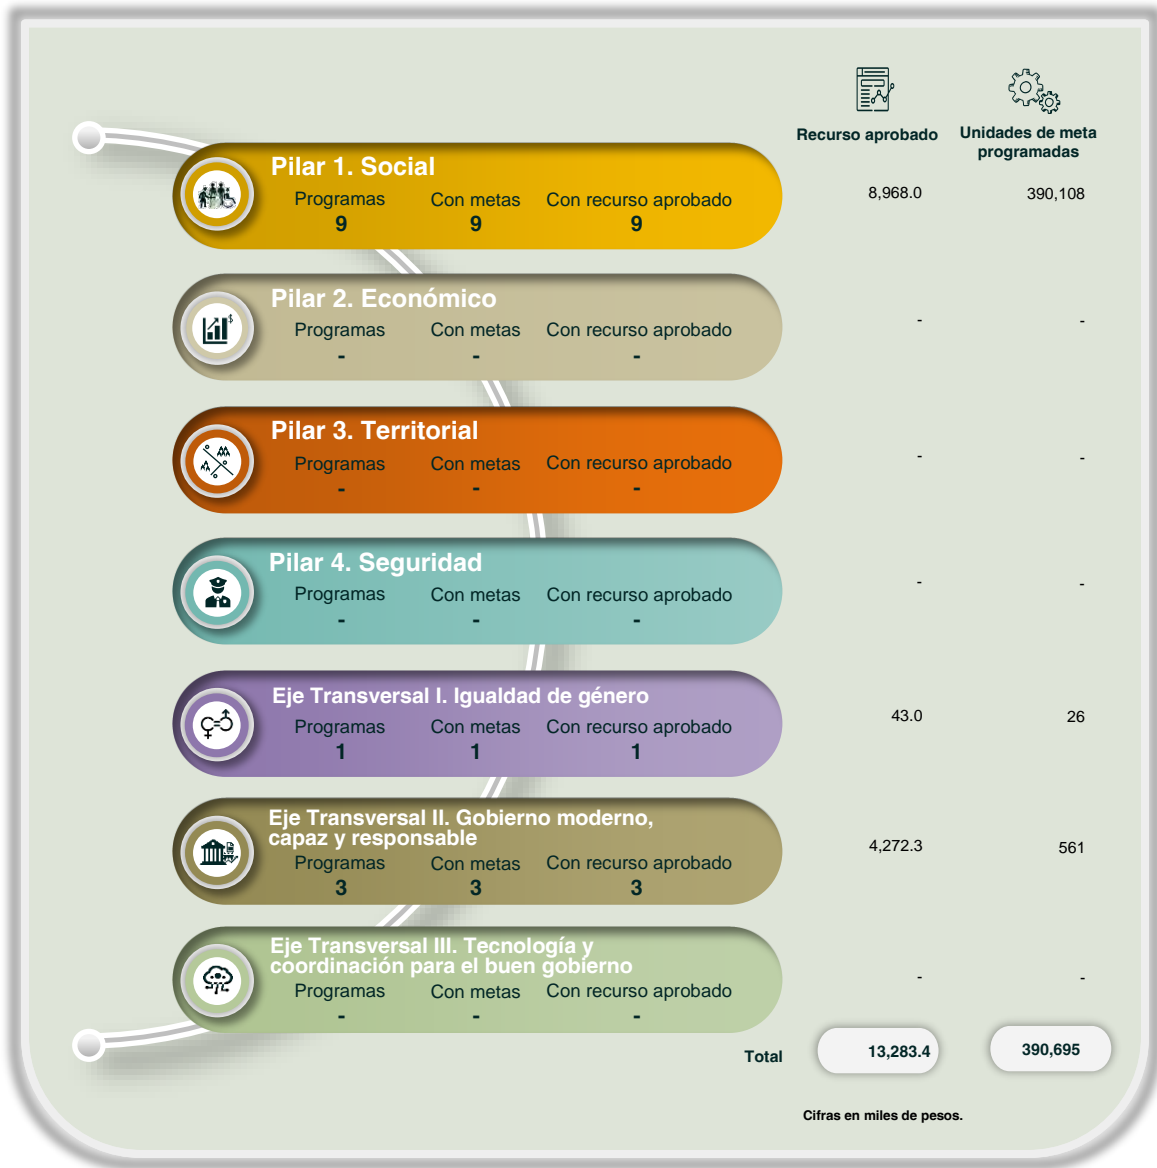 Recurso aprobado
Unidades de meta
programadas
Pilar 1. Social
Programas Con metas Con recurso aprobado
9 9 9
8,968.0 390,108
Pilar 2. Económico
Programas Con metas Con recurso aprobado
- - -
- -
Pilar 3. Territorial
Programas Con metas Con recurso aprobado
- - -
- -
Pilar 4. Seguridad
Programas Con metas Con recurso aprobado
- - -
- -
Eje Transversal I. Igualdad de género
Programas Con metas Con recurso aprobado
1 1 1
43.0 26
Eje Transversal II. Gobierno moderno,
capaz y responsable
Programas Con metas Con recurso aprobado
3 3 3
4,272.3 561
Eje Transversal III. Tecnología y
coordinación para el buen gobierno
Programas Con metas Con recurso aprobado
- - -
- -
Total 13,283.4 390,695
Cifras en miles de pesos.